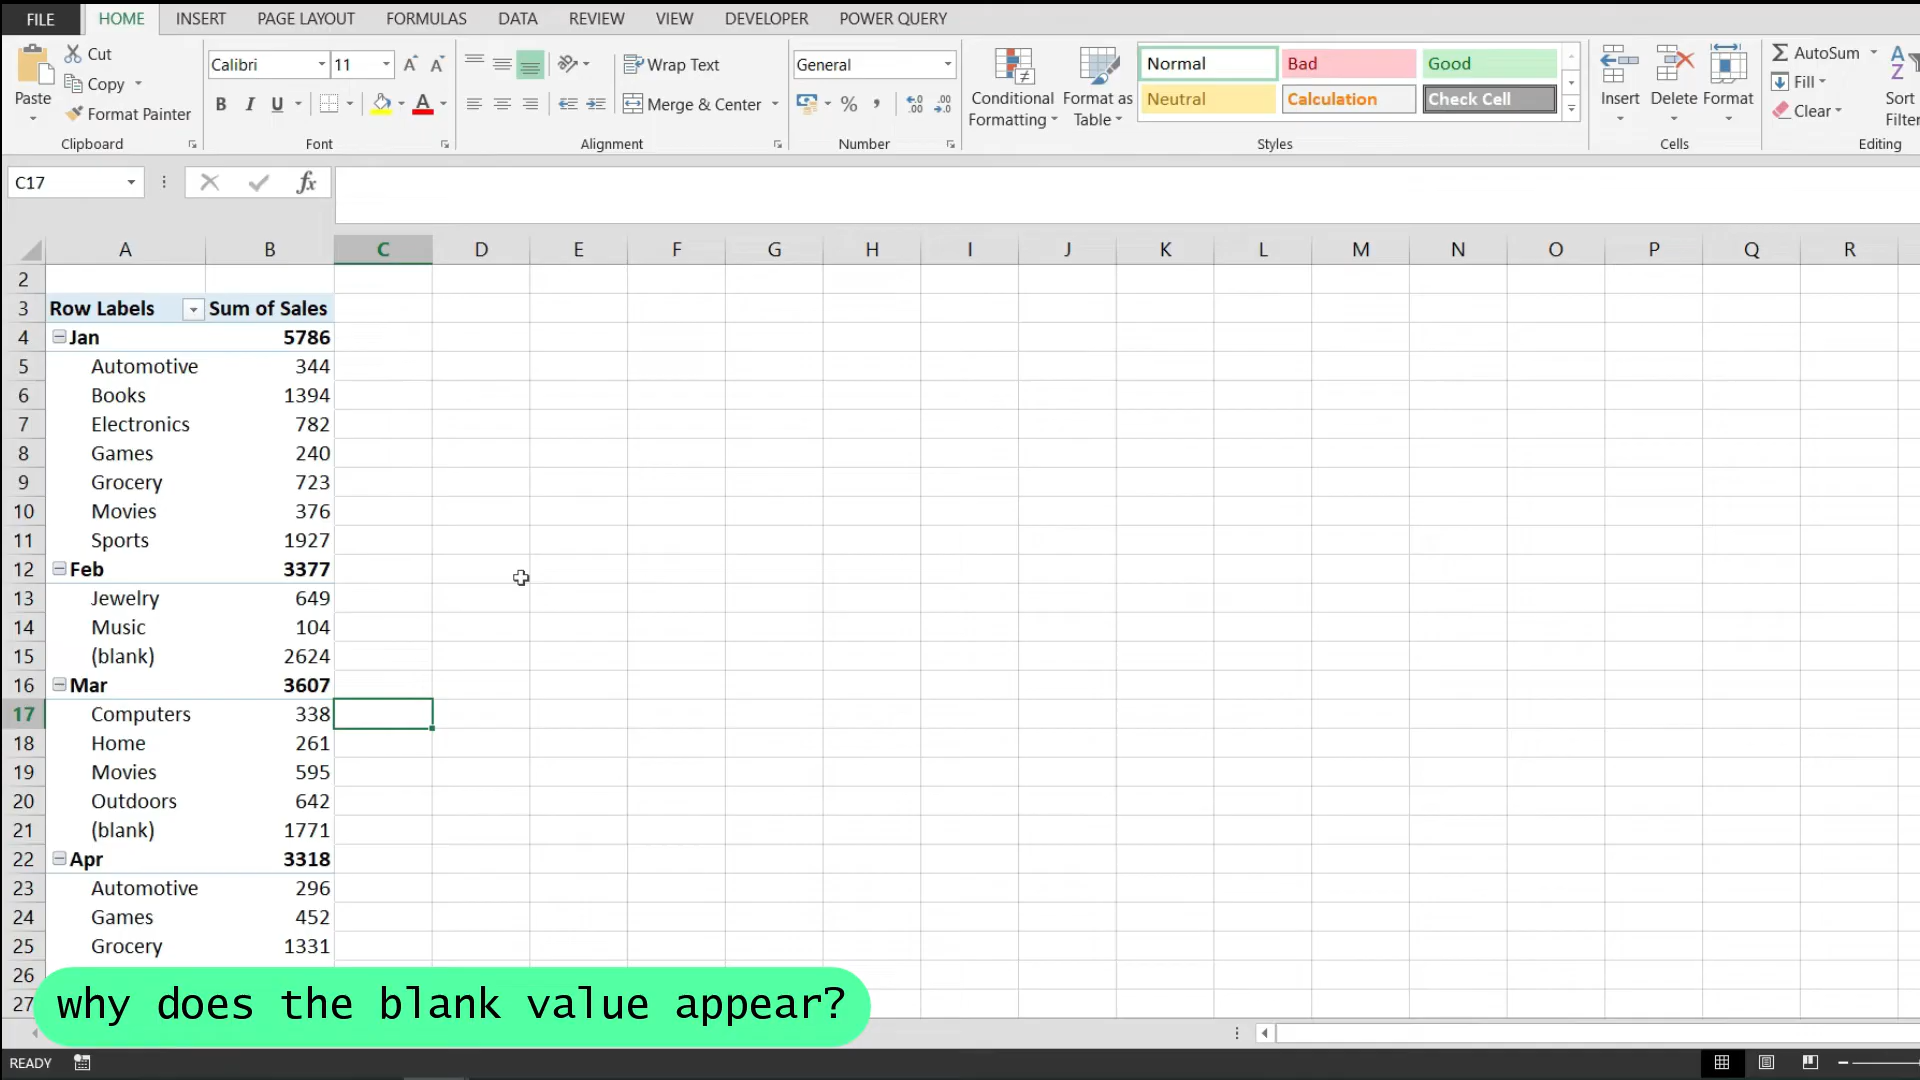 FILE HOME INSERT PAGE LAYOUT FORMULAS DATA REVIEW VIEW DEVELOPER POWER QUERY
Paste
Cut
Copy
Format Painter
Clipboard
Calibri 11
B I U
Font
Wrap Text
Merge & Center
Alignment
General
%
.00
Number
Conditional Formatting
Format as Table
Normal Bad Good
Neutral Calculation Check Cell
Styles
Insert Delete Format
Cells
AutoSum
Fill
Clear
Sort
Filter
Editing
C17
fx
A B C D E F G H I J K L M N O P Q R
2
3 Row Labels Sum of Sales
4 Jan 5786
5 Automotive 344
6 Books 1394
7 Electronics 782
8 Games 240
9 Grocery 723
10 Movies 376
11 Sports 1927
12 Feb 3377
13 Jewelry 649
14 Music 104
15 (blank) 2624
16 Mar 3607
17 Computers 338
18 Home 261
19 Movies 595
20 Outdoors 642
21 (blank) 1771
22 Apr 3318
23 Automotive 296
24 Games 452
25 Grocery 1331
26
27
why does the blank value appear?
READY